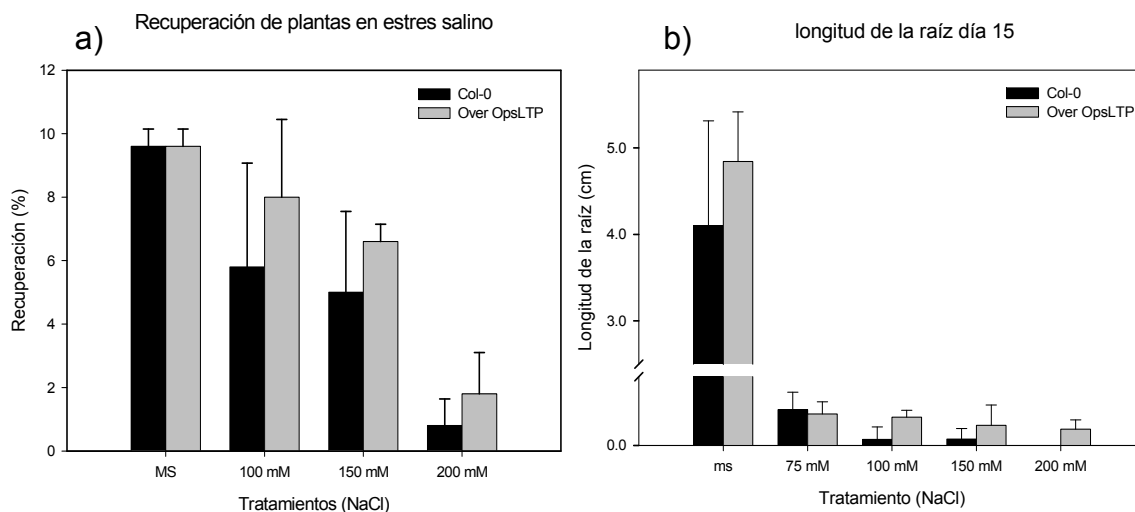 Recuperación de plantas en estres salino
a)
12
10
8
6
4
2
0
Recuperación (%)
Col-0
Over OpsLTP
MS
100 mM
150 mM
200 mM
Tratamientos (NaCl)
longitud de la raíz día 15
b)
5.0
4.0
3.0
0.0
Longitud de la raíz (cm)
Col-0
Over OpsLTP
ms
75 mM
100 mM
150 mM
200 mM
Tratamiento (NaCl)